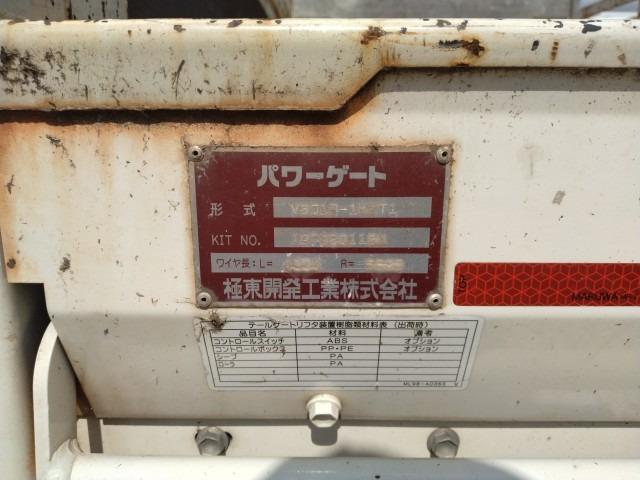 パワーゲート
形式
KIT NO.
ワイヤ長:L= R=
極東開発工業株式会社
テールゲートリフタ装置樹脂類材料表 (出荷時)
品目名 材料 備考
コントロールスイッチ ABS オプション
コントロールボックス PP・PE オプション
シーブ PA
ローラ PA
MARUWA